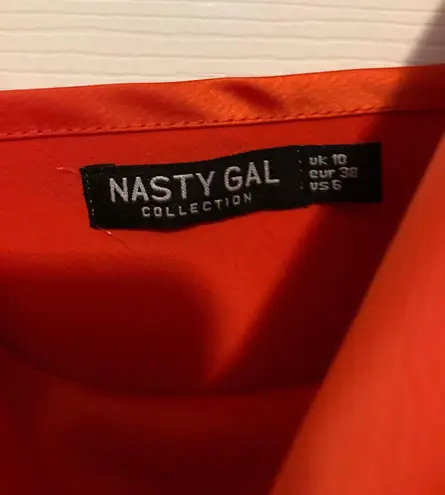 NASTY GAL
COLLECTION
uk 10
eur 38
us 6